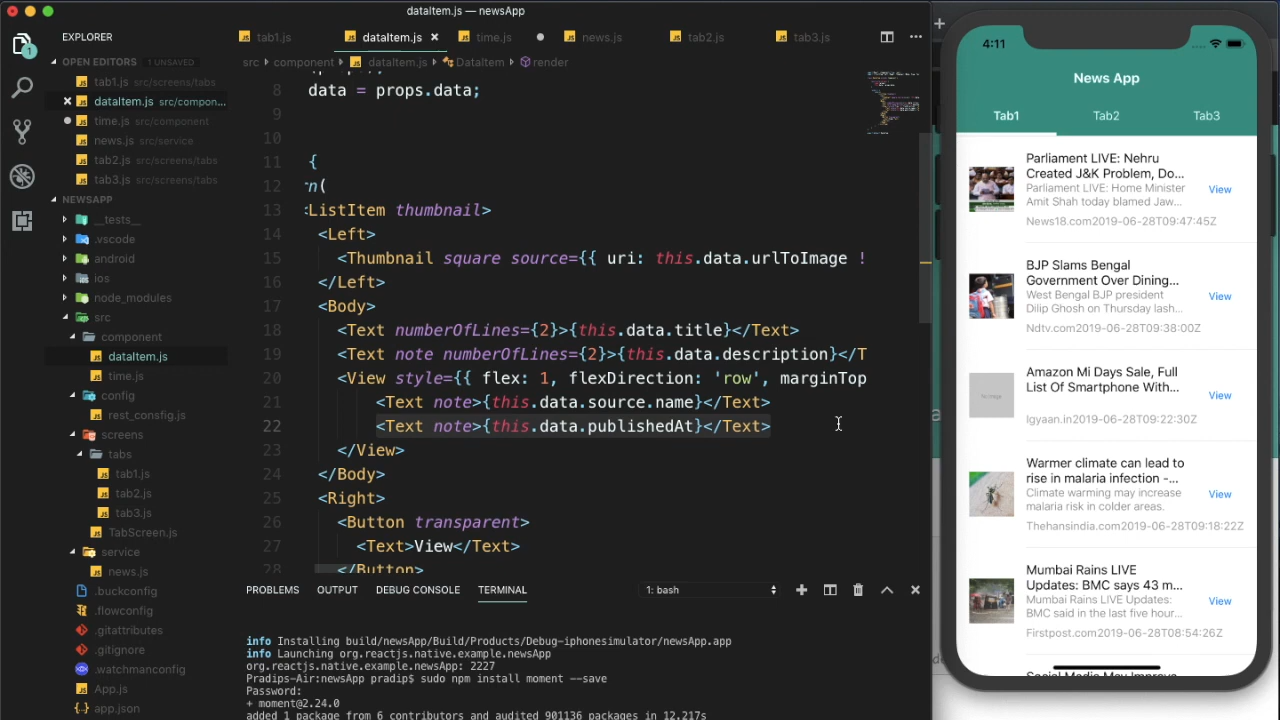 dataItem.js — newsApp
EXPLORER
OPEN EDITORS 1 UNSAVED
tab1.js src/screens/tabs
dataItem.js src/compon...
time.js src/component
news.js src/service
tab2.js src/screens/tabs
tab3.js src/screens/tabs
NEWSAPP
__tests__
.vscode
android
ios
node_modules
src
component
dataItem.js
time.js
config
rest_consfig.js
screens
tabs
tab1.js
tab2.js
tab3.js
TabScreen.js
service
news.js
.buckconfig
.flowconfig
.gitattributes
.gitignore
.watchmanconfig
App.js
app.json
tab1.js dataItem.js time.js news.js tab2.js tab3.js
src component dataItem.js DataItem render
8 data = props.data;
9
10
11 {
12 n(
13 ListItem thumbnail>
14 <Left>
15 <Thumbnail square source={{ uri: this.data.urlToImage !
16 </Left>
17 <Body>
18 <Text numberOfLines={2}>{this.data.title}</Text>
19 <Text note numberOfLines={2}>{this.data.description}</T
20 <View style={{ flex: 1, flexDirection: 'row', marginTop
21 <Text note>{this.data.source.name}</Text>
22 <Text note>{this.data.publishedAt}</Text>
23 </View>
24 </Body>
25 <Right>
26 <Button transparent>
27 <Text>View</Text>
28 </Button>
PROBLEMS OUTPUT DEBUG CONSOLE TERMINAL 1: bash
info Installing build/newsApp/Build/Products/Debug-iphonesimulator/newsApp.app
info Launching org.reactjs.native.example.newsApp
org.reactjs.native.example.newsApp: 2227
Pradips-Air:newsApp pradip$ sudo npm install moment --save
Password:
+ moment@2.24.0
added 1 package from 6 contributors and audited 901136 packages in 12.217s
4:11
News App
Tab1 Tab2 Tab3
Parliament LIVE: Nehru
Created J&K Problem, Do...
Parliament LIVE: Home Minister
Amit Shah today blamed Jaw...
View
News18.com2019-06-28T09:47:45Z
BJP Slams Bengal
Government Over Dining...
West Bengal BJP president
Dilip Ghosh on Thursday lash...
View
Ndtv.com2019-06-28T09:38:00Z
Amazon Mi Days Sale, Full
List Of Smartphone With...
View
Igyaan.in2019-06-28T09:22:30Z
Warmer climate can lead to
rise in malaria infection -...
Climate warming may increase
malaria risk in colder areas.
View
Thehansindia.com2019-06-28T09:18:22Z
Mumbai Rains LIVE
Updates: BMC says 43 m...
Mumbai Rains LIVE Updates:
BMC said in the last five hour...
View
Firstpost.com2019-06-28T08:54:26Z
Social Media May Improve